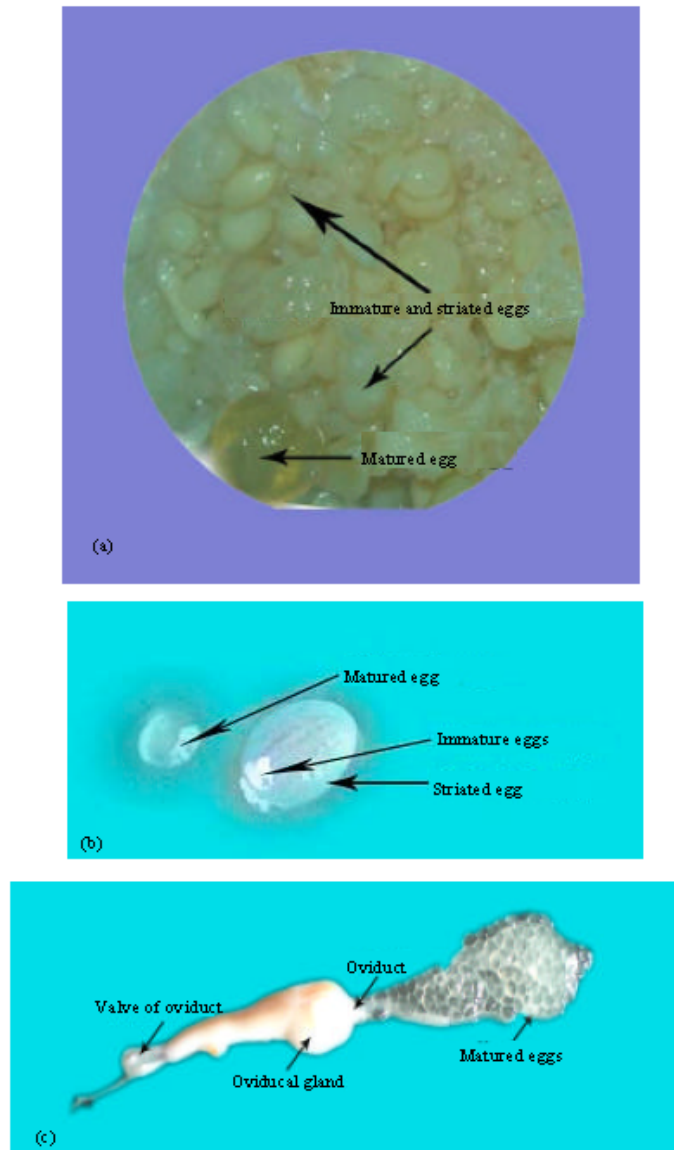 Immature and striated eggs
Matured egg
(a)
Matured egg
Immature eggs
Striated egg
(b)
Oviduct
Valve of oviduct
Matured eggs
Oviducal gland
(c)